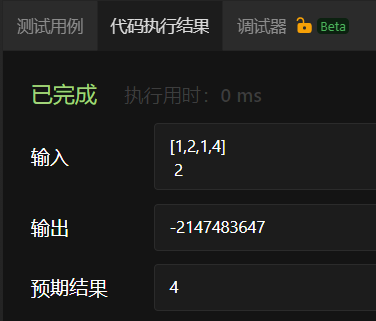 测试用例 代码执行结果 调试器 Beta
已完成 执行用时：0 ms
输入
[1,2,1,4]
2
输出
-2147483647
预期结果
4